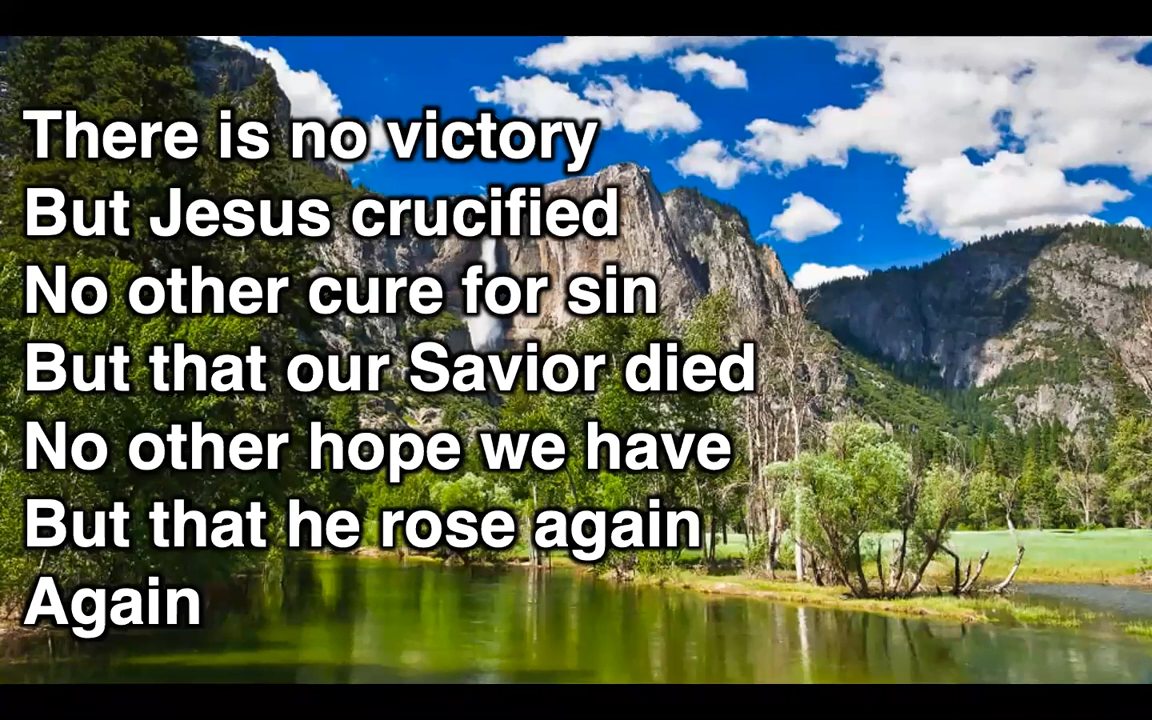 There is no victory
But Jesus crucified
No other cure for sin
But that our Savior died
No other hope we have
But that he rose again
Again